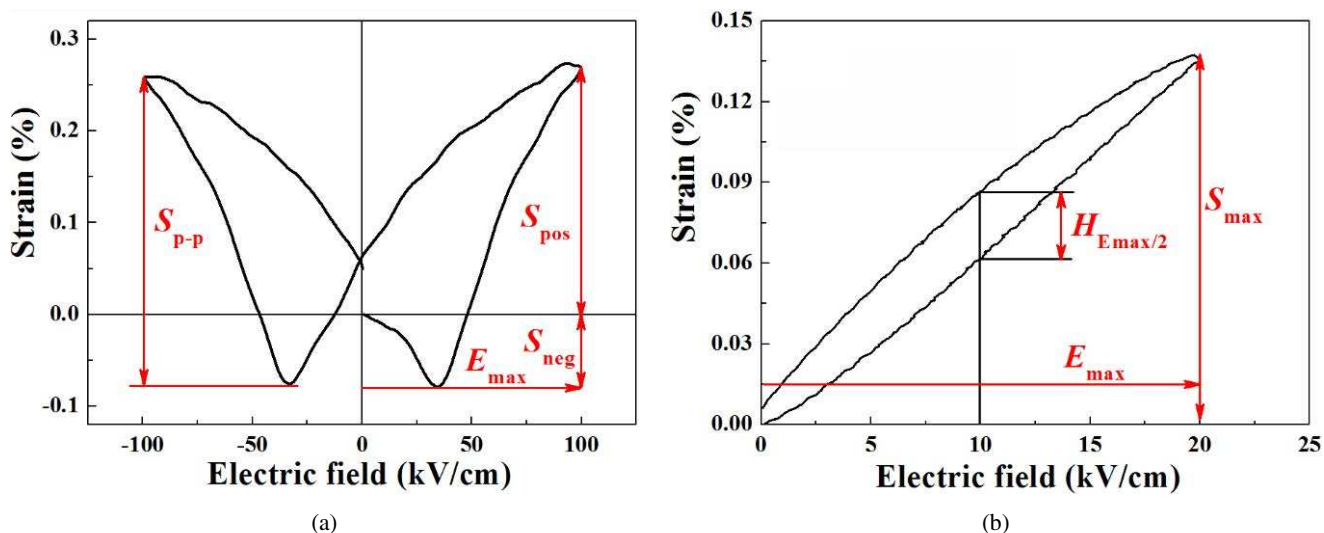 0.3
0.2
0.1
0.0
-0.1
Strain (%)
S p-p
S pos
S neg
E max
-100 -50 0 50 100
Electric field (kV/cm)
(a)
0.15
0.12
0.09
0.06
0.03
0.00
Strain (%)
H Emax/2
S max
E max
0 5 10 15 20 25
Electric field (kV/cm)
(b)